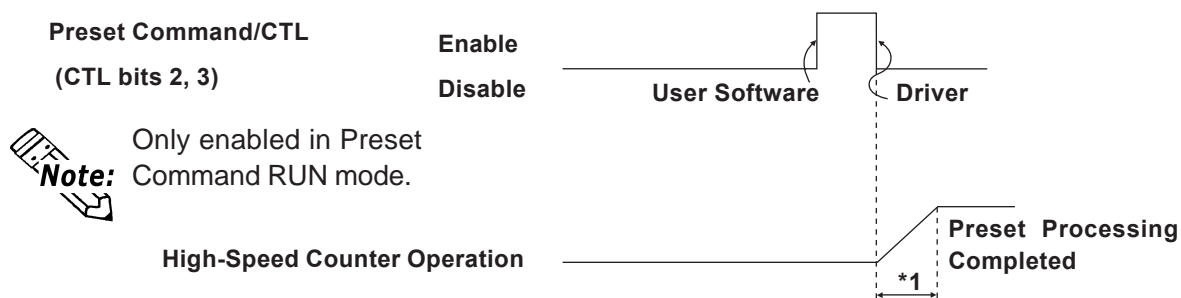 Preset Command/CTL
(CTL bits 2, 3)
Enable
Disable
User Software
Driver
Note: Only enabled in Preset
Command RUN mode.
High-Speed Counter Operation
Preset Processing
Completed
*1